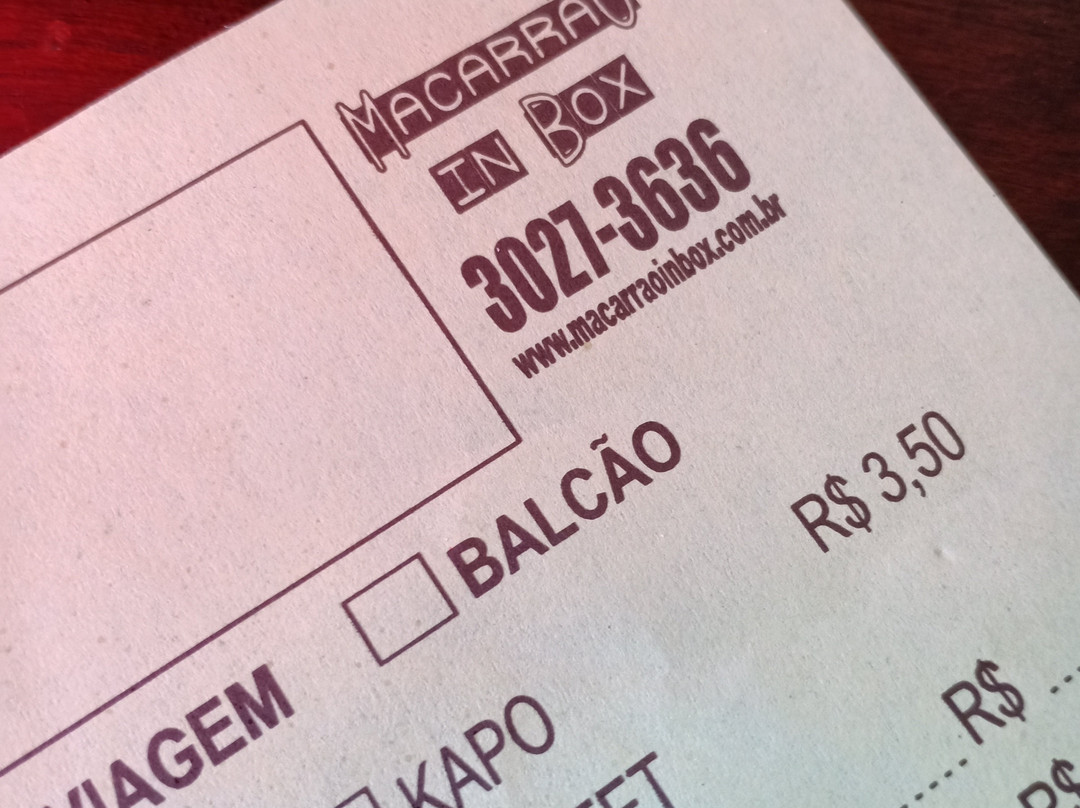 MACARRÃO
IN BOX
3027-3636
www.macarraoinbox.com.br
BALCÃO
R$ 3,50
VIAGEM
KAPO
R$
R$